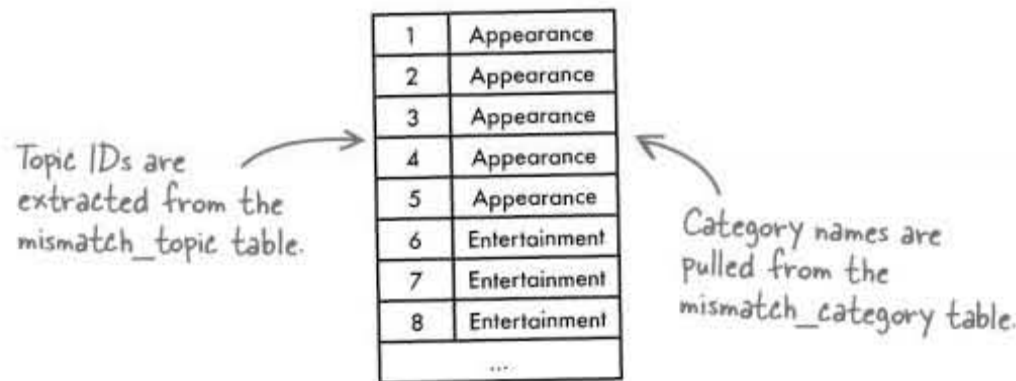 1 Appearance
2 Appearance
3 Appearance
4 Appearance
5 Appearance
6 Entertainment
7 Entertainment
8 Entertainment
...
Topic IDs are
extracted from the
mismatch_topic table.
Category names are
pulled from the
mismatch_category table.